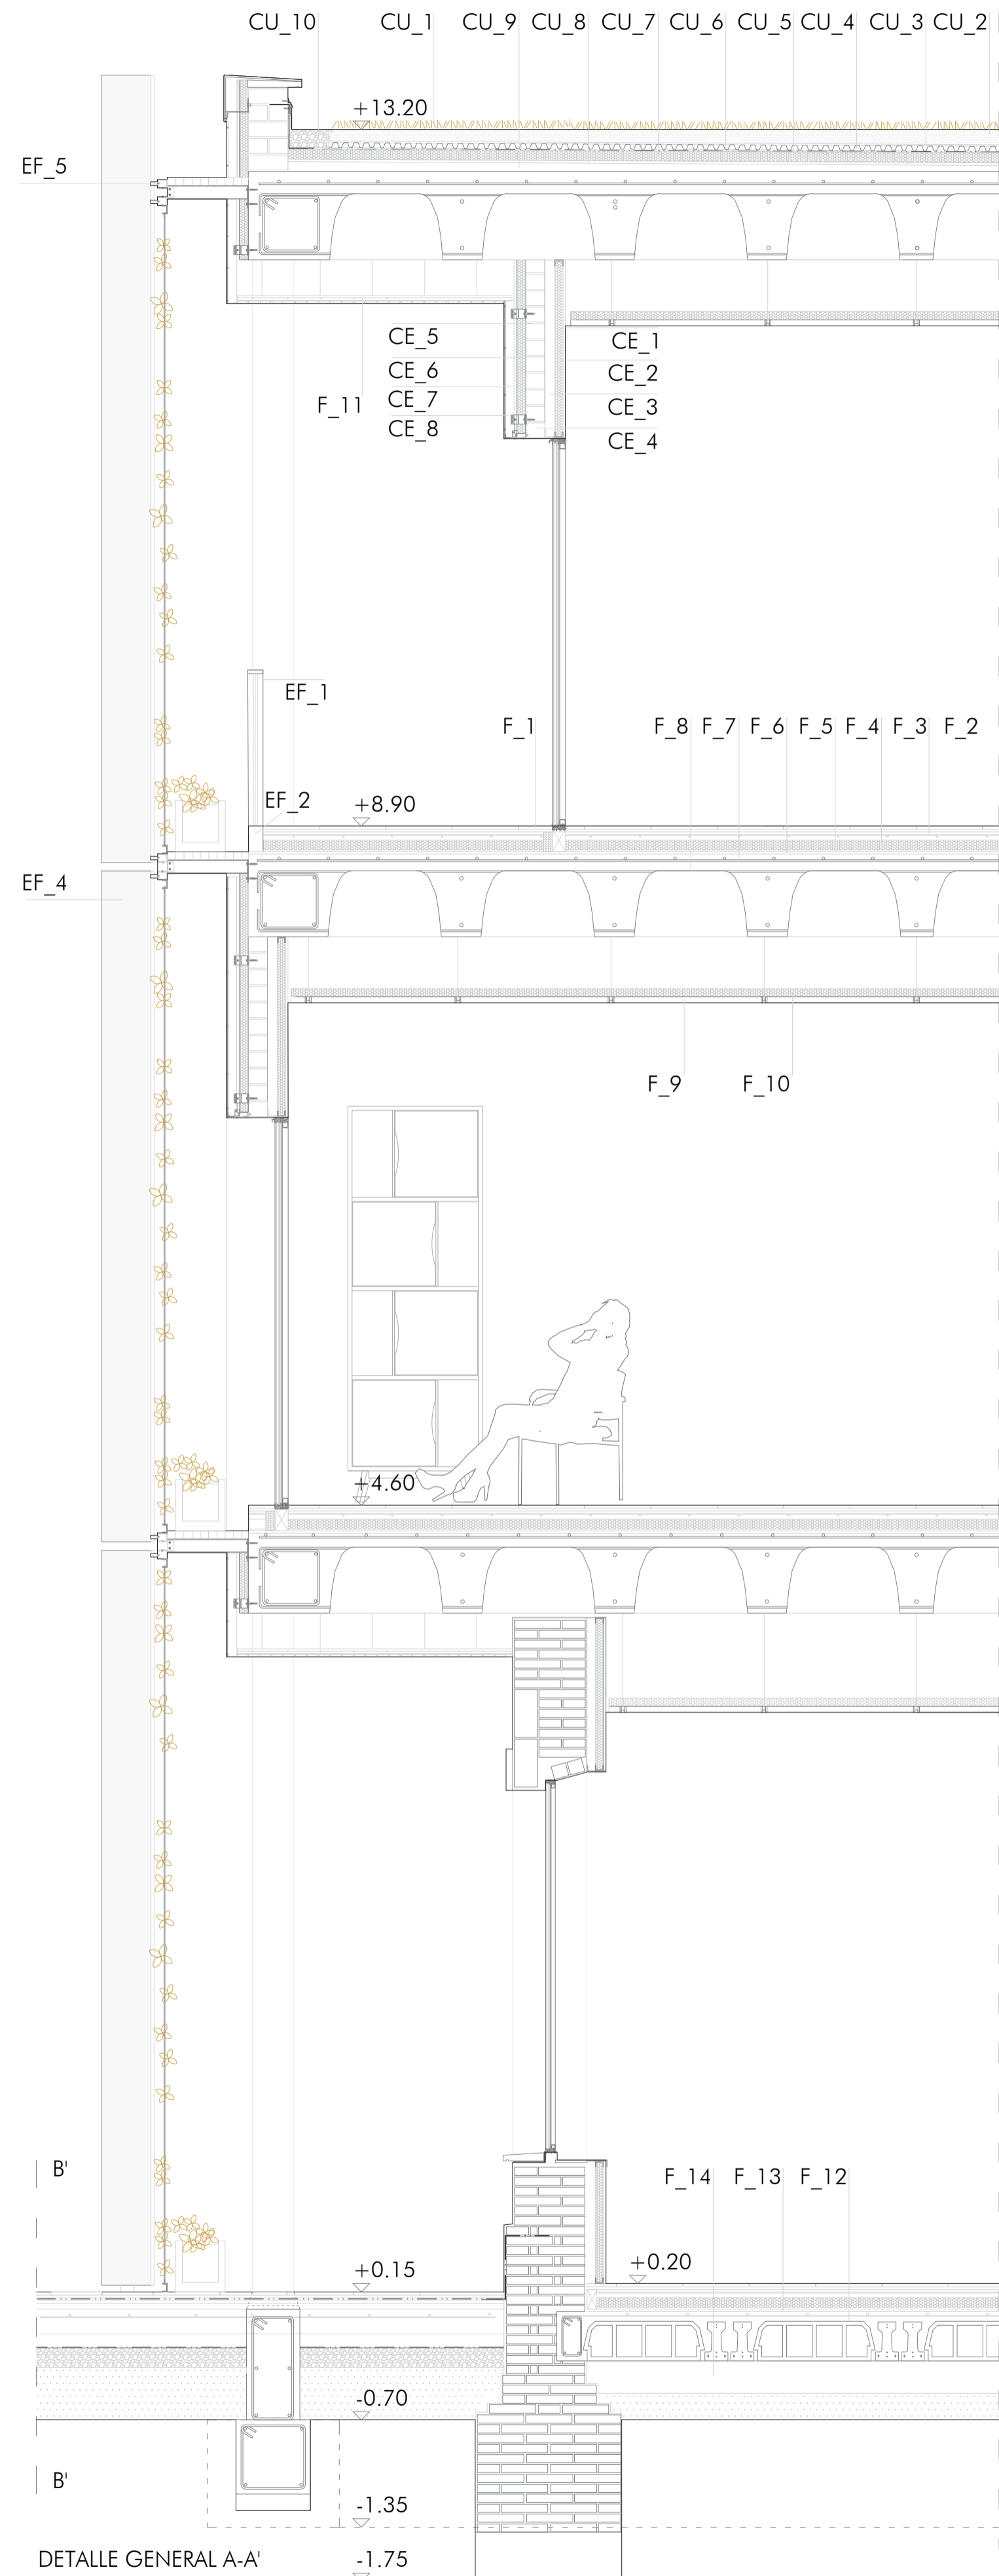 CU_10 CU_1 CU_9 CU_8 CU_7 CU_6 CU_5 CU_4 CU_3 CU_2
+13.20
EF_5
CE_5 CE_1
CE_6 CE_2
F_11 CE_7 CE_3
CE_8 CE_4
EF_1
F_1 F_8 F_7 F_6 F_5 F_4 F_3 F_2
EF_2 +8.90
EF_4
F_9 F_10
+4.60
B' F_14 F_13 F_12
+0.15 +0.20
-0.70
B'
-1.35
DETALLE GENERAL A-A' -1.75